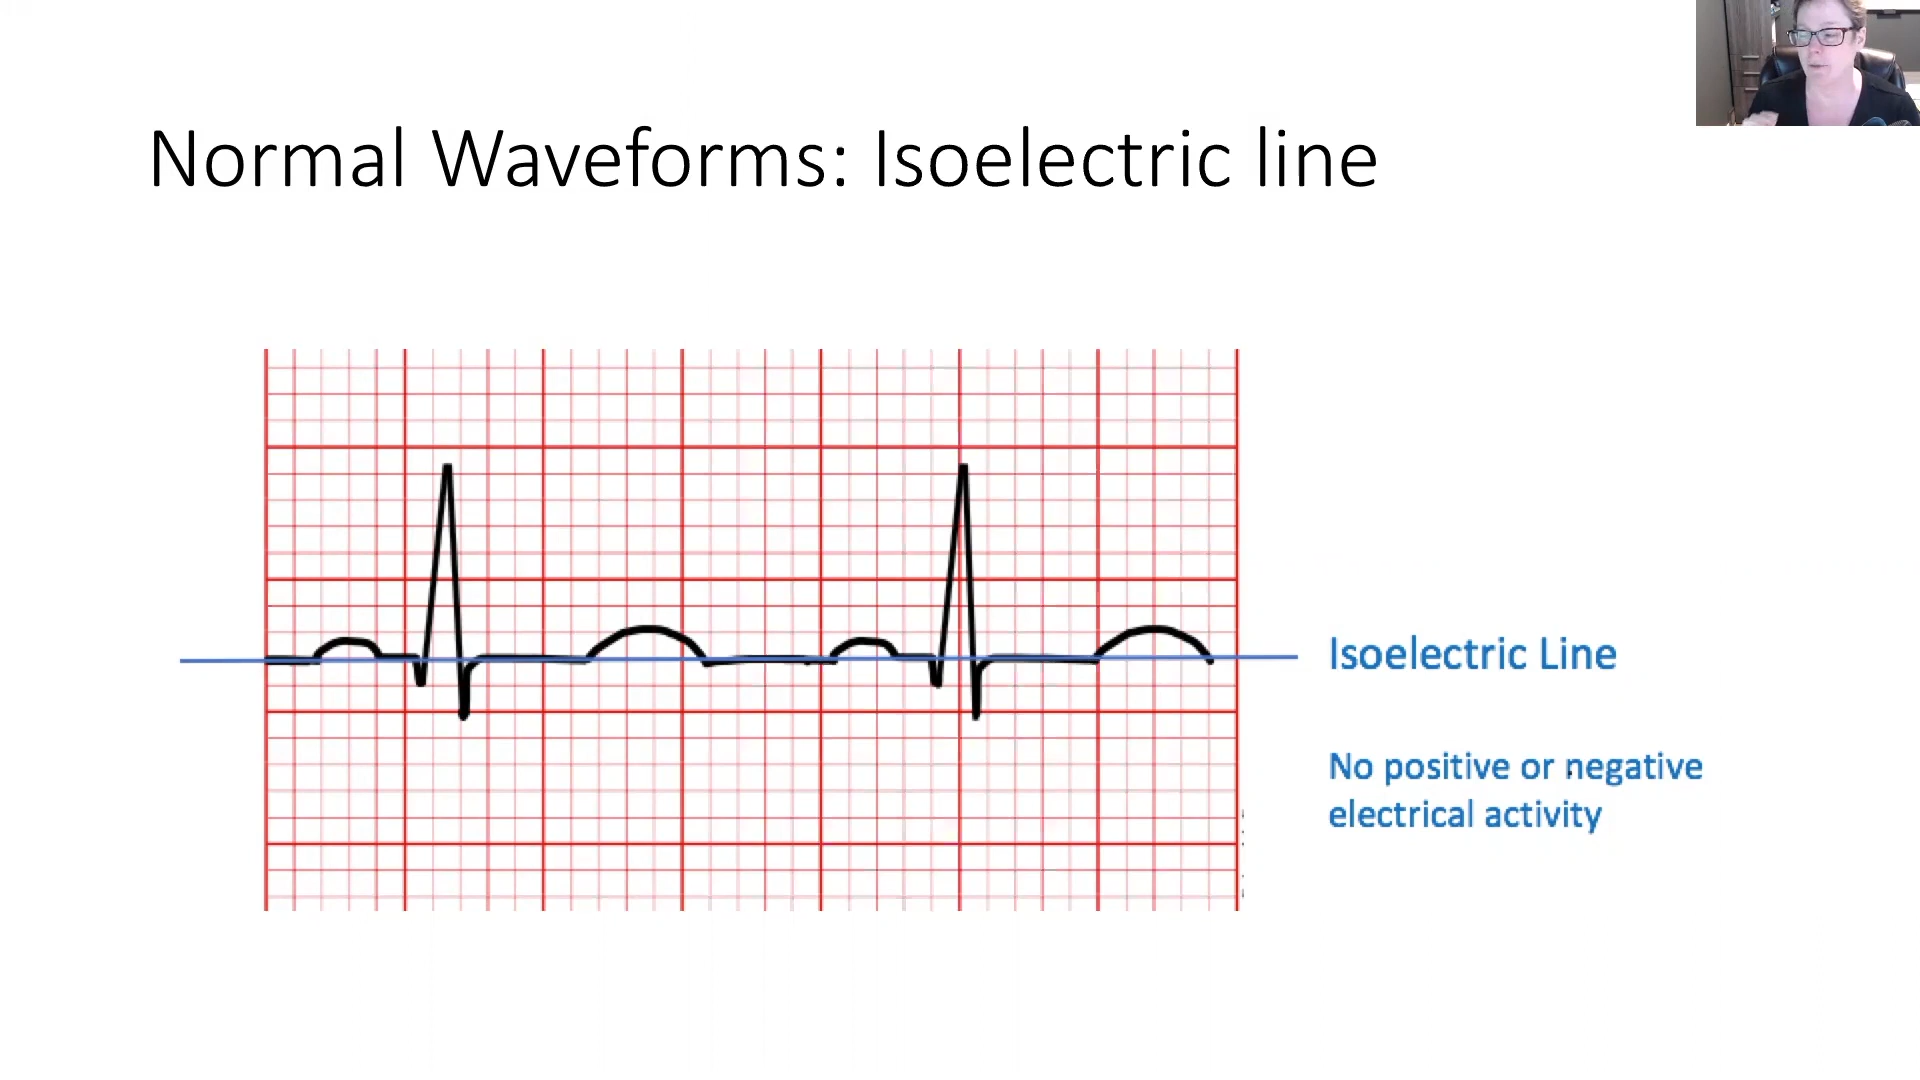 Normal Waveforms: Isoelectric line
Isoelectric Line
No positive or negative
electrical activity